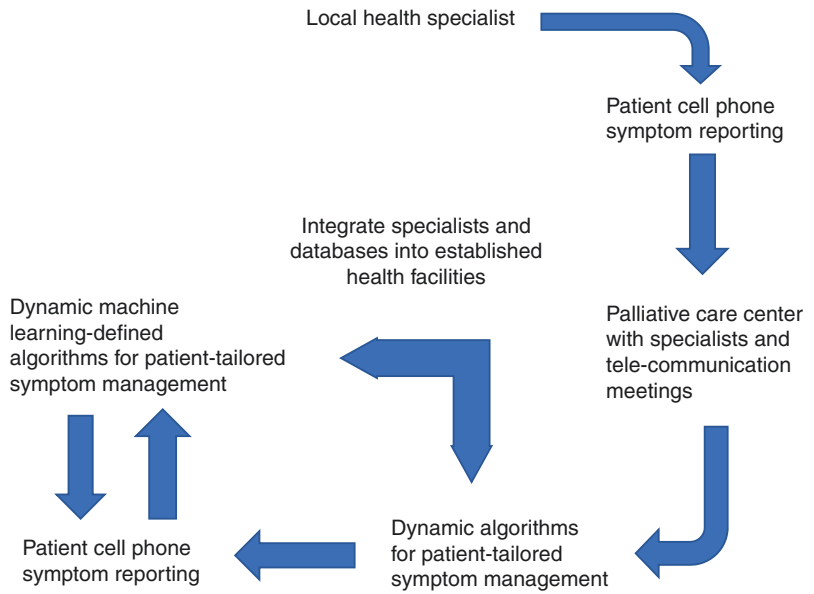 Local health specialist
Patient cell phone
symptom reporting
Integrate specialists and
databases into established
health facilities
Dynamic machine
learning-defined
algorithms for patient-tailored
symptom management
Palliative care center
with specialists and
tele-communication
meetings
Patient cell phone
symptom reporting
Dynamic algorithms
for patient-tailored
symptom management